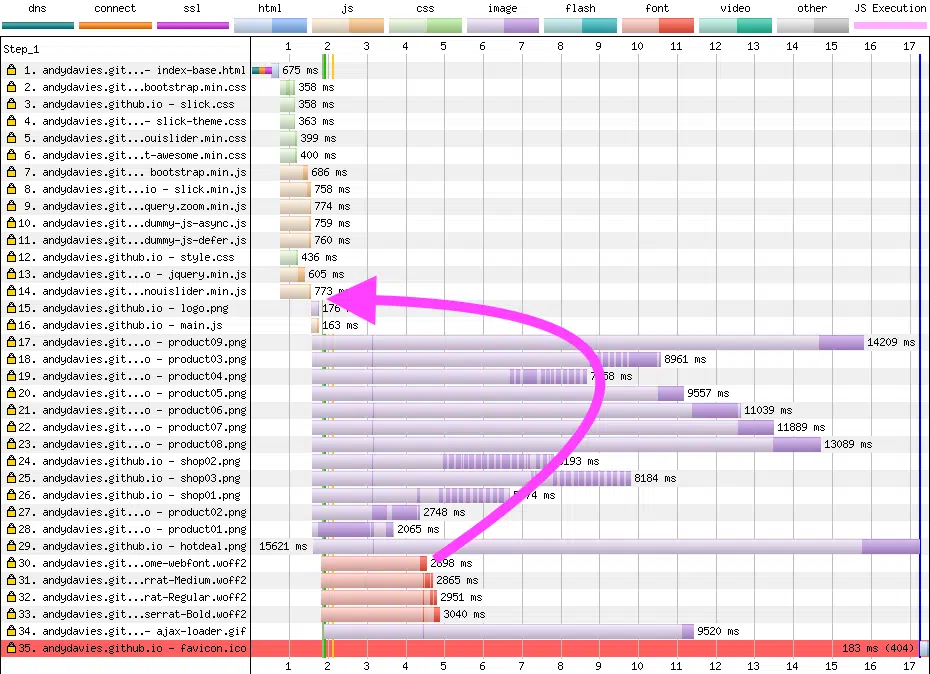 dns connect ssl html js css image flash font video other JS Execution
Step_1 1 2 3 4 5 6 7 8 9 10 11 12 13 14 15 16 17
1. andydavies.git...- index-base.html 675 ms
2. andydavies.git...bootstrap.min.css 358 ms
3. andydavies.github.io - slick.css 358 ms
4. andydavies.git...- slick-theme.css 363 ms
5. andydavies.git...ouislider.min.css 399 ms
6. andydavies.git...t-awesome.min.css 400 ms
7. andydavies.git... bootstrap.min.js 686 ms
8. andydavies.git...io - slick.min.js 758 ms
9. andydavies.git...query.zoom.min.js 774 ms
10. andydavies.git...dummy-js-async.js 759 ms
11. andydavies.git...dummy-js-defer.js 760 ms
12. andydavies.github.io - style.css 436 ms
13. andydavies.git...o - jquery.min.js 605 ms
14. andydavies.git...nouislider.min.js 773 ms
15. andydavies.github.io - logo.png 176
16. andydavies.github.io - main.js 163 ms
17. andydavies.git...o - product09.png 14209 ms
18. andydavies.git...o - product03.png 8961 ms
19. andydavies.git...o - product04.png ms
20. andydavies.git...o - product05.png 9557 ms
21. andydavies.git...o - product06.png 11039 ms
22. andydavies.git...o - product07.png 11889 ms
23. andydavies.git...o - product08.png 13089 ms
24. andydavies.github.io - shop02.png ms
25. andydavies.github.io - shop03.png 8184 ms
26. andydavies.github.io - shop01.png ms
27. andydavies.git...o - product02.png 2748 ms
28. andydavies.git...o - product01.png 2065 ms
29. andydavies.github.io - hotdeal.png 15621 ms
30. andydavies.git...ome-webfont.woff2 2898 ms
31. andydavies.git...rrat-Medium.woff2 2865 ms
32. andydavies.git...rat-Regular.woff2 2951 ms
33. andydavies.git...serrat-Bold.woff2 3040 ms
34. andydavies.git...- ajax-loader.gif 9520 ms
35. andydavies.github.io - favicon.ico 183 ms (404)
1 2 3 4 5 6 7 8 9 10 11 12 13 14 15 16 17